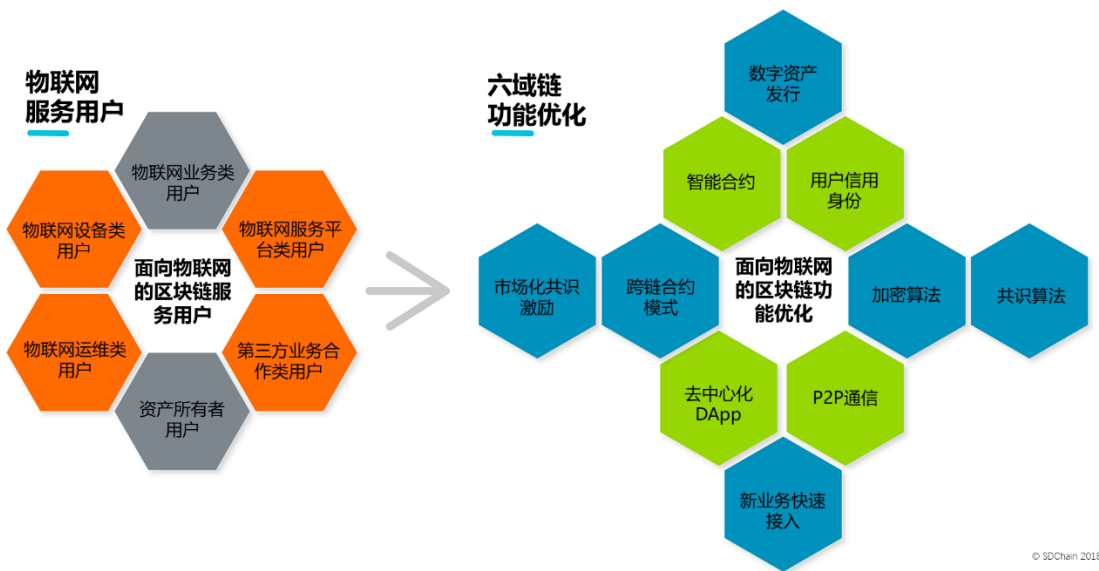 物联网
服务用户
物联网业务类
用户
物联网设备类
用户
物联网服务平
台类用户
面向物联网
的区块链服
务用户
物联网运维类
用户
第三方业务合
作类用户
资产所有者
用户
六域链
功能优化
数字资产
发行
智能合约
用户信用
身份
市场化共识
激励
跨链合约
模式
面向物联网
的区块链功
能优化
加密算法
共识算法
去中心化
DApp
P2P通信
新业务快速
接入
© SDChain 2018